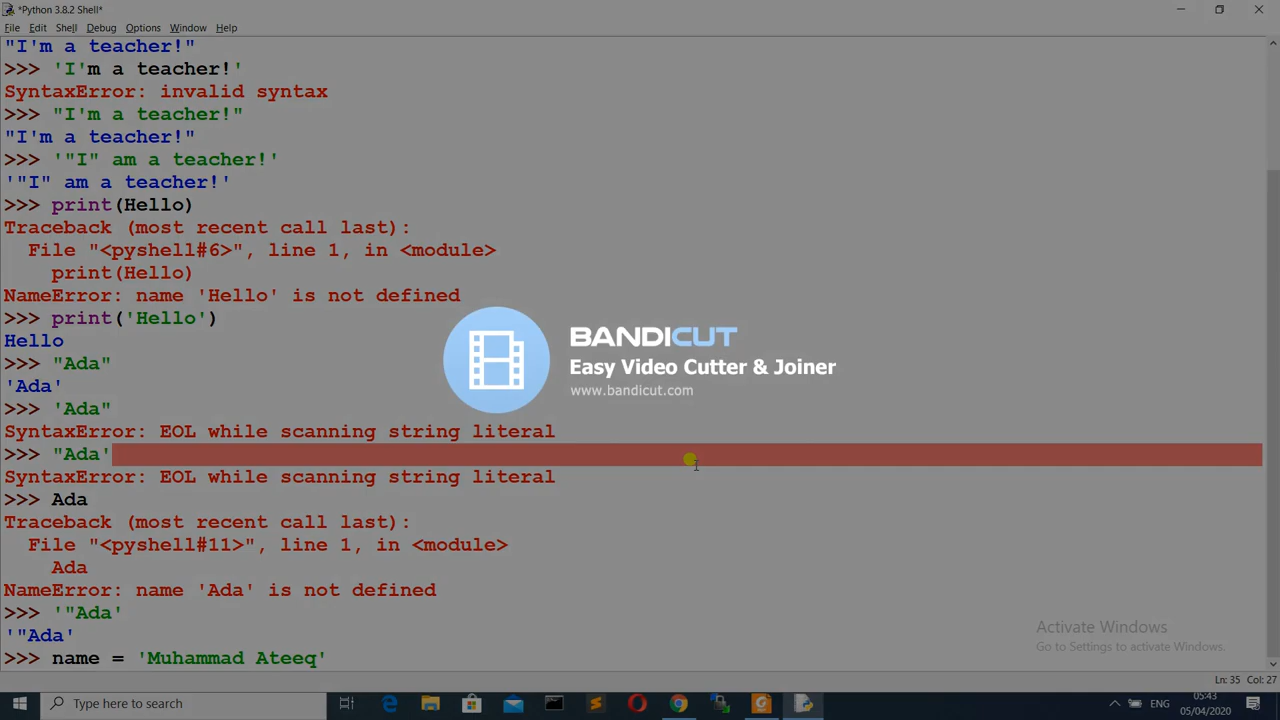 *Python 3.8.2 Shell*
File Edit Shell Debug Options Window Help
"I'm a teacher!"
>>> 'I'm a teacher!'
SyntaxError: invalid syntax
>>> "I'm a teacher!"
"I'm a teacher!"
>>> '"I" am a teacher!'
'"I" am a teacher!'
>>> print(Hello)
Traceback (most recent call last):
  File "<pyshell#6>", line 1, in <module>
    print(Hello)
NameError: name 'Hello' is not defined
>>> print('Hello')
Hello
>>> "Ada"
'Ada'
>>> 'Ada"
SyntaxError: EOL while scanning string literal
>>> "Ada'
SyntaxError: EOL while scanning string literal
>>> Ada
Traceback (most recent call last):
  File "<pyshell#11>", line 1, in <module>
    Ada
NameError: name 'Ada' is not defined
>>> '"Ada'
'"Ada'
>>> name = 'Muhammad Ateeq'
BANDICUT
Easy Video Cutter & Joiner
www.bandicut.com
Activate Windows
Go to Settings to activate Windows.
Ln: 35 Col: 27
Type here to search
ENG
05:43
05/04/2020